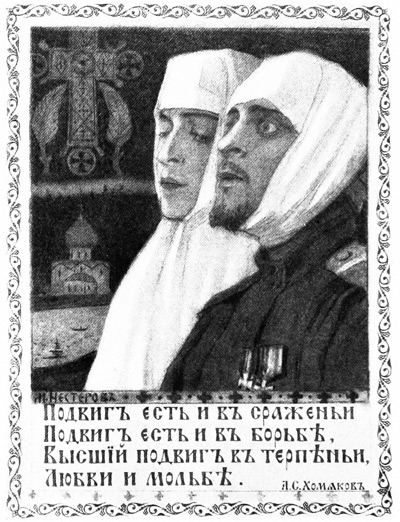 М. НЕСТЕРОВЪ
ПОДВИГЪ ЕСТЬ И ВЪ СРАЖЕНЬИ
ПОДВИГЪ ЕСТЬ И ВЪ БОРЬБѢ,
ВЫСШІЙ ПОДВИГЪ ВЪ ТЕРПѢНЬИ,
ЛЮБВИ И МОЛЬБѢ.
А.С.ХОМЯКОВЪ